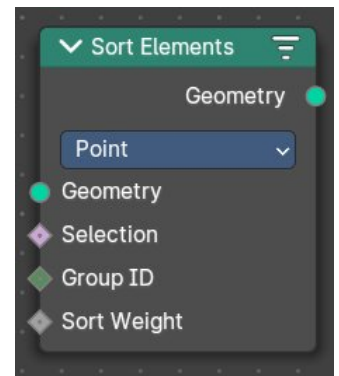 Sort Elements
Geometry
Point
Geometry
Selection
Group ID
Sort Weight